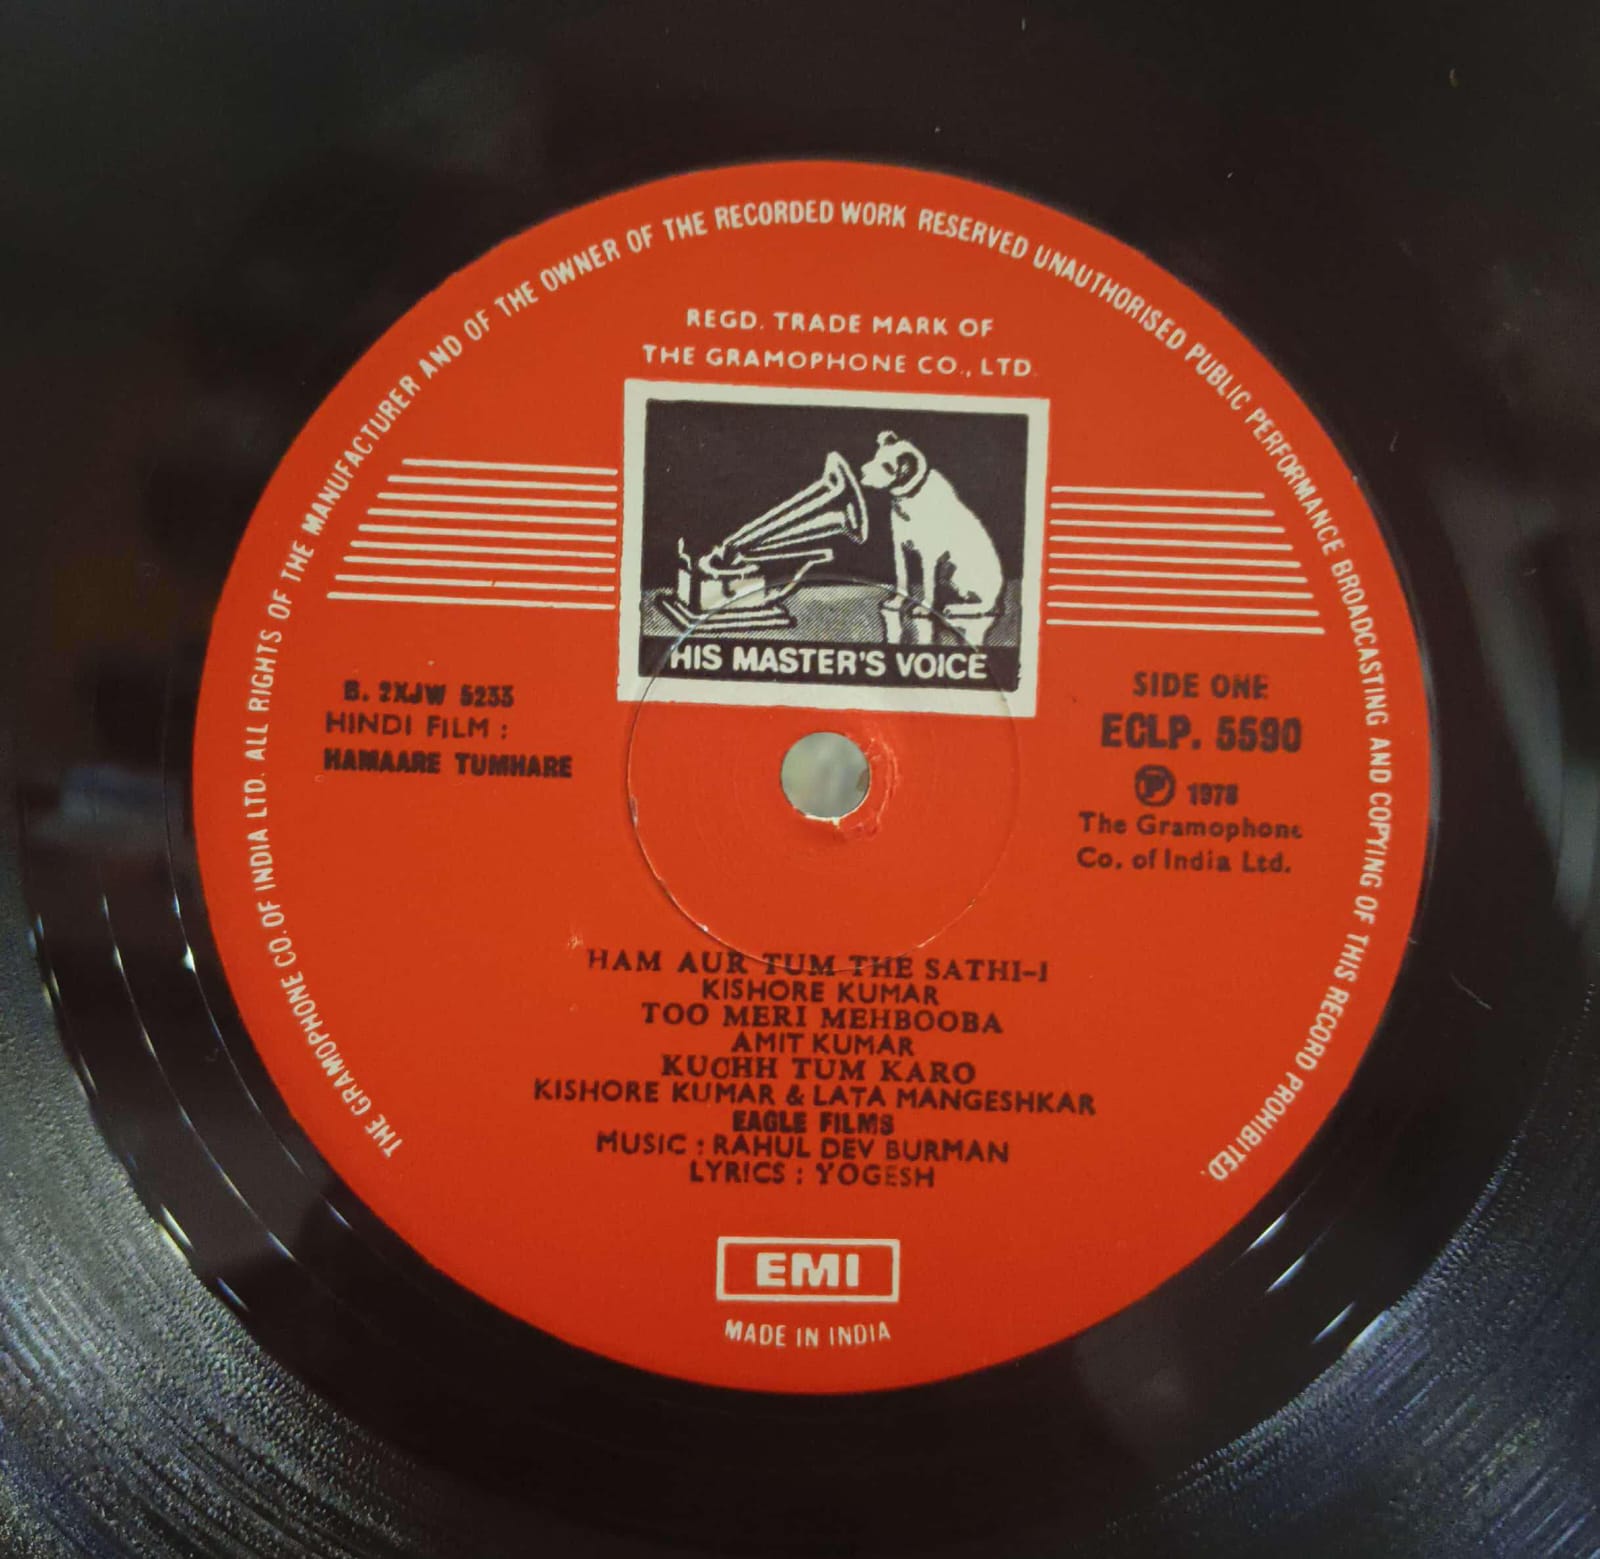 THE GRAMOPHONE CO. OF INDIA LTD. ALL RIGHTS OF THE MANUFACTURER AND OF THE OWNER OF THE RECORDED WORK RESERVED UNAUTHORISED PUBLIC PERFORMANCE BROADCASTING AND COPYING OF THIS RECORD PROHIBITED.
REGD. TRADE MARK OF
THE GRAMOPHONE CO., LTD.
HIS MASTER'S VOICE
B. 2XJW 5233
HINDI FILM :
HAMAARE TUMHARE
SIDE ONE
ECLP. 5590
Ⓟ 1978
The Gramophone
Co. of India Ltd.
HAM AUR TUM THE SATHI-I
KISHORE KUMAR
TOO MERI MEHBOOBA
AMIT KUMAR
KUCHH TUM KARO
KISHORE KUMAR & LATA MANGESHKAR
EAGLE FILMS
MUSIC : RAHUL DEV BURMAN
LYRICS : YOGESH
EMI
MADE IN INDIA